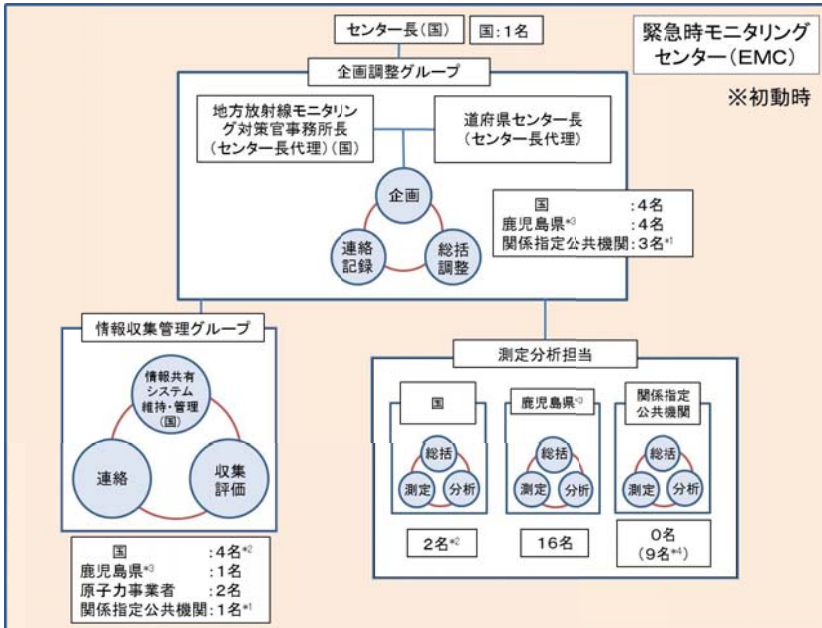 センター長(国)
国:1名
緊急時モニタリング
センター(EMC)
※初動時
企画調整グループ
地方放射線モニタリン
グ対策官事務所長
(センター長代理)(国)
道府県センター長
(センター長代理)
企画
連絡
記録
総括
調整
国 :4名
鹿児島県*3 :4名
関係指定公共機関:3名*1
情報収集管理グループ
情報共有
システム
維持・管理
(国)
連絡
収集
評価
国 :4名*2
鹿児島県*3 :1名
原子力事業者 :2名
関係指定公共機関:1名*1
測定分析担当
国
総括
測定
分析
2名*2
鹿児島県*3
総括
測定
分析
16名
関係指定
公共機関
総括
測定
分析
0名
(9名*4)